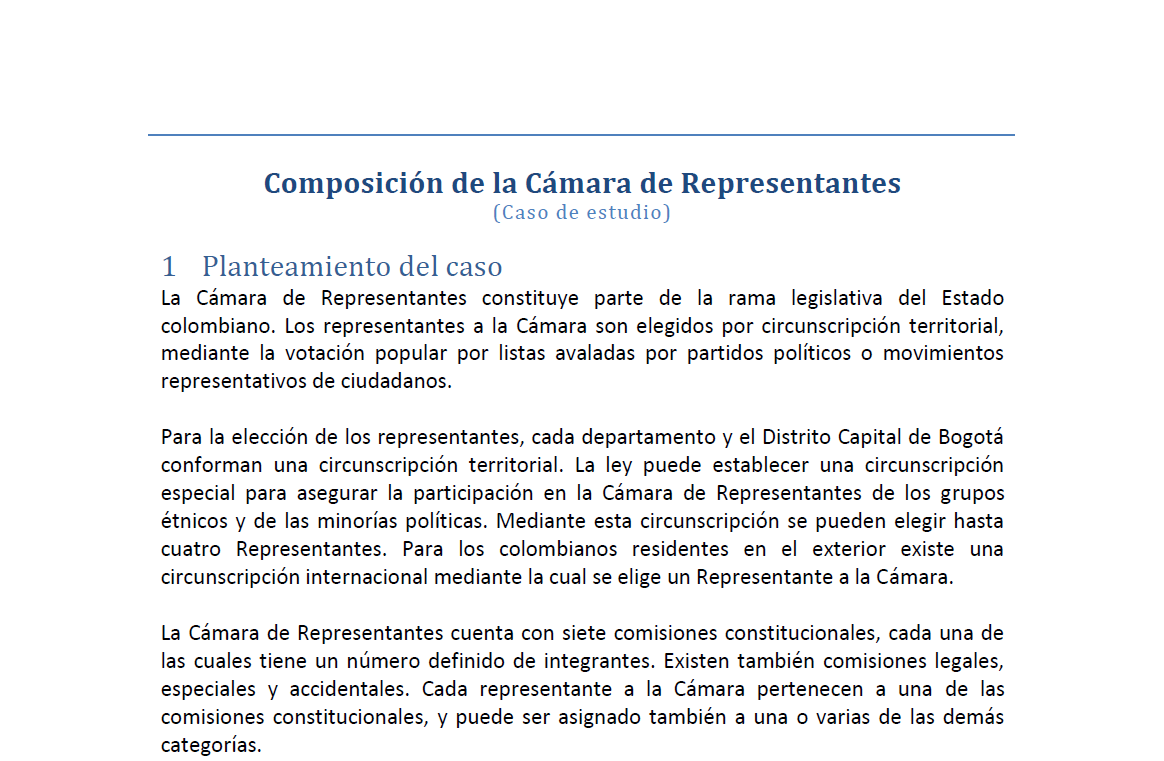 Composición de la Cámara de Representantes
(Caso de estudio)
1 Planteamiento del caso
La Cámara de Representantes constituye parte de la rama legislativa del Estado
colombiano. Los representantes a la Cámara son elegidos por circunscripción territorial,
mediante la votación popular por listas avaladas por partidos políticos o movimientos
representativos de ciudadanos.
Para la elección de los representantes, cada departamento y el Distrito Capital de Bogotá
conforman una circunscripción territorial. La ley puede establecer una circunscripción
especial para asegurar la participación en la Cámara de Representantes de los grupos
étnicos y de las minorías políticas. Mediante esta circunscripción se pueden elegir hasta
cuatro Representantes. Para los colombianos residentes en el exterior existe una
circunscripción internacional mediante la cual se elige un Representante a la Cámara.
La Cámara de Representantes cuenta con siete comisiones constitucionales, cada una de
las cuales tiene un número definido de integrantes. Existen también comisiones legales,
especiales y accidentales. Cada representante a la Cámara pertenecen a una de las
comisiones constitucionales, y puede ser asignado también a una o varias de las demás
categorías.